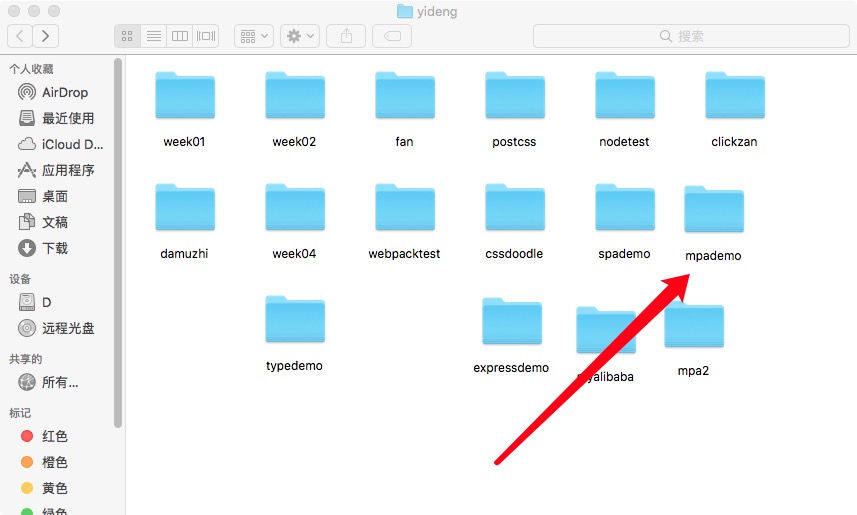 yideng
搜索
个人收藏
AirDrop
最近使用
iCloud D...
应用程序
桌面
文稿
下载
设备
D
远程光盘
共享的
所有...
标记
红色
橙色
黄色
绿色
week01
week02
fan
postcss
nodetest
clickzan
damuzhi
week04
webpacktest
cssdoodle
spademo
mpademo
typedemo
expressdemo
mpa2